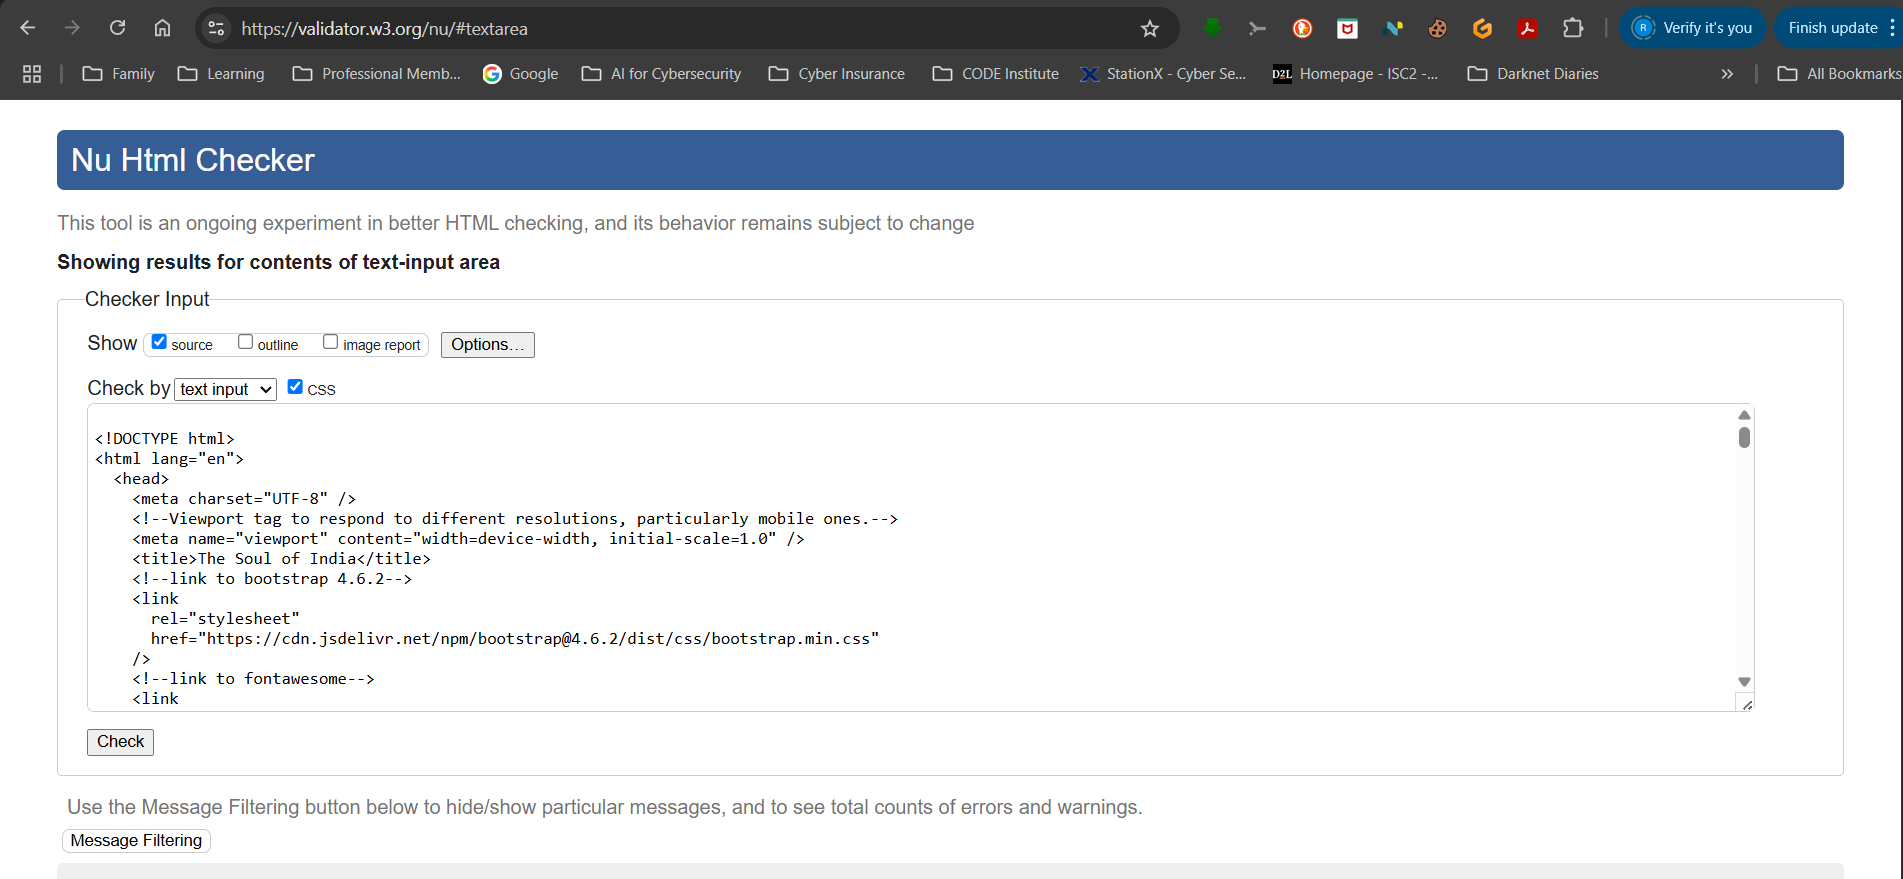 https://validator.w3.org/nu/#textarea
R Verify it's you
Finish update
Family
Learning
Professional Memb...
Google
AI for Cybersecurity
Cyber Insurance
CODE Institute
StationX - Cyber Se...
D2L Homepage - ISC2 -...
Darknet Diaries
All Bookmarks
Nu Html Checker
This tool is an ongoing experiment in better HTML checking, and its behavior remains subject to change
Showing results for contents of text-input area
Checker Input
Show source outline image report Options...
Check by text input CSS
<!DOCTYPE html>
<html lang="en">
<head>
<meta charset="UTF-8" />
<!--Viewport tag to respond to different resolutions, particularly mobile ones.-->
<meta name="viewport" content="width=device-width, initial-scale=1.0" />
<title>The Soul of India</title>
<!--link to bootstrap 4.6.2-->
<link
rel="stylesheet"
href="https://cdn.jsdelivr.net/npm/bootstrap@4.6.2/dist/css/bootstrap.min.css"
/>
<!--link to fontawesome-->
<link
Check
Use the Message Filtering button below to hide/show particular messages, and to see total counts of errors and warnings.
Message Filtering